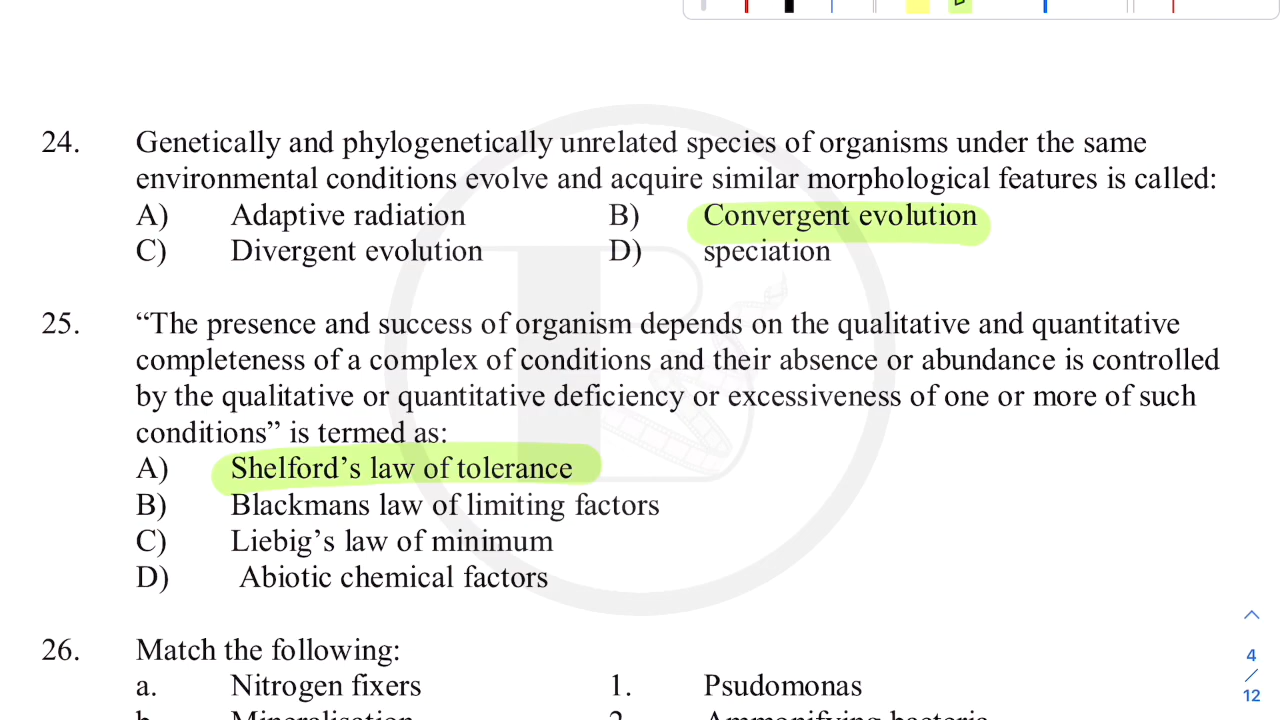 24. Genetically and phylogenetically unrelated species of organisms under the same
environmental conditions evolve and acquire similar morphological features is called:
A) Adaptive radiation B) Convergent evolution
C) Divergent evolution D) speciation
25. “The presence and success of organism depends on the qualitative and quantitative
completeness of a complex of conditions and their absence or abundance is controlled
by the qualitative or quantitative deficiency or excessiveness of one or more of such
conditions” is termed as:
A) Shelford’s law of tolerance
B) Blackmans law of limiting factors
C) Liebig’s law of minimum
D) Abiotic chemical factors
26. Match the following:
a. Nitrogen fixers 1. Psudomonas
4
/
12